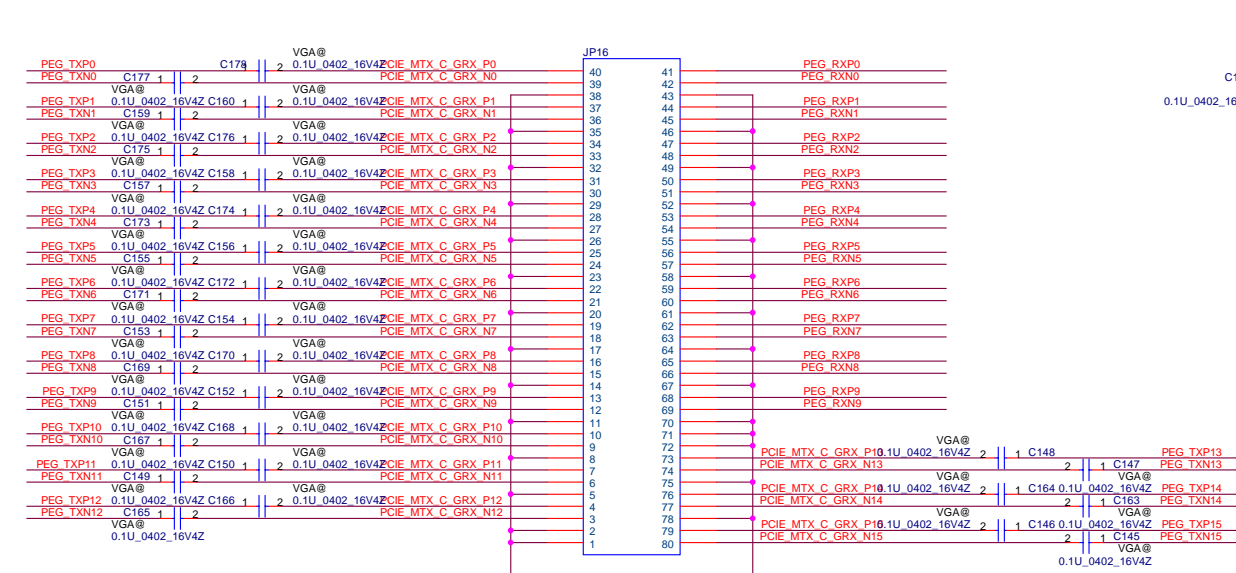 VGA@ JP16
PEG_TXP0 C178 1 2 0.1U_0402_16V4Z PCIE_MTX_C_GRX_P0 40 41 PEG_RXP0
PEG_TXN0 C177 1 2 PCIE_MTX_C_GRX_N0 39 42 PEG_RXN0
VGA@ VGA@ 38 43
PEG_TXP1 0.1U_0402_16V4Z C160 1 2 0.1U_0402_16V4Z PCIE_MTX_C_GRX_P1 37 44 PEG_RXP1 0.1U_0402_16
PEG_TXN1 C159 1 2 PCIE_MTX_C_GRX_N1 36 45 PEG_RXN1
VGA@ VGA@ 35 46
PEG_TXP2 0.1U_0402_16V4Z C176 1 2 0.1U_0402_16V4Z PCIE_MTX_C_GRX_P2 34 47 PEG_RXP2
PEG_TXN2 C175 1 2 PCIE_MTX_C_GRX_N2 33 48 PEG_RXN2
VGA@ VGA@ 32 49
PEG_TXP3 0.1U_0402_16V4Z C158 1 2 0.1U_0402_16V4Z PCIE_MTX_C_GRX_P3 31 50 PEG_RXP3
PEG_TXN3 C157 1 2 PCIE_MTX_C_GRX_N3 30 51 PEG_RXN3
VGA@ VGA@ 29 52
PEG_TXP4 0.1U_0402_16V4Z C174 1 2 0.1U_0402_16V4Z PCIE_MTX_C_GRX_P4 28 53 PEG_RXP4
PEG_TXN4 C173 1 2 PCIE_MTX_C_GRX_N4 27 54 PEG_RXN4
VGA@ VGA@ 26 55
PEG_TXP5 0.1U_0402_16V4Z C156 1 2 0.1U_0402_16V4Z PCIE_MTX_C_GRX_P5 25 56 PEG_RXP5
PEG_TXN5 C155 1 2 PCIE_MTX_C_GRX_N5 24 57 PEG_RXN5
VGA@ VGA@ 23 58
PEG_TXP6 0.1U_0402_16V4Z C172 1 2 0.1U_0402_16V4Z PCIE_MTX_C_GRX_P6 22 59 PEG_RXP6
PEG_TXN6 C171 1 2 PCIE_MTX_C_GRX_N6 21 60 PEG_RXN6
VGA@ VGA@ 20 61
PEG_TXP7 0.1U_0402_16V4Z C154 1 2 0.1U_0402_16V4Z PCIE_MTX_C_GRX_P7 19 62 PEG_RXP7
PEG_TXN7 C153 1 2 PCIE_MTX_C_GRX_N7 18 63 PEG_RXN7
VGA@ VGA@ 17 64
PEG_TXP8 0.1U_0402_16V4Z C170 1 2 0.1U_0402_16V4Z PCIE_MTX_C_GRX_P8 16 65 PEG_RXP8
PEG_TXN8 C169 1 2 PCIE_MTX_C_GRX_N8 15 66 PEG_RXN8
VGA@ VGA@ 14 67
PEG_TXP9 0.1U_0402_16V4Z C152 1 2 0.1U_0402_16V4Z PCIE_MTX_C_GRX_P9 13 68 PEG_RXP9
PEG_TXN9 C151 1 2 PCIE_MTX_C_GRX_N9 12 69 PEG_RXN9
VGA@ VGA@ 11 70
PEG_TXP10 0.1U_0402_16V4Z C168 1 2 0.1U_0402_16V4Z PCIE_MTX_C_GRX_P10 10 71
PEG_TXN10 C167 1 2 PCIE_MTX_C_GRX_N10 9 72 VGA@
VGA@ VGA@ 8 73 PCIE_MTX_C_GRX_P13 0.1U_0402_16V4Z 2 1 C148 PEG_TXP13
PEG_TXP11 0.1U_0402_16V4Z C150 1 2 0.1U_0402_16V4Z PCIE_MTX_C_GRX_P11 7 74 PCIE_MTX_C_GRX_N13 2 1 C147 PEG_TXN13
PEG_TXN11 C149 1 2 PCIE_MTX_C_GRX_N11 6 75 VGA@ VGA@
VGA@ VGA@ 5 76 PCIE_MTX_C_GRX_P14 0.1U_0402_16V4Z 2 1 C164 0.1U_0402_16V4Z PEG_TXP14
PEG_TXP12 0.1U_0402_16V4Z C166 1 2 0.1U_0402_16V4Z PCIE_MTX_C_GRX_P12 4 77 PCIE_MTX_C_GRX_N14 2 1 C163 PEG_TXN14
PEG_TXN12 C165 1 2 PCIE_MTX_C_GRX_N12 3 78 VGA@ VGA@
VGA@ 2 79 PCIE_MTX_C_GRX_P15 0.1U_0402_16V4Z 2 1 C146 0.1U_0402_16V4Z PEG_TXP15
0.1U_0402_16V4Z 1 80 PCIE_MTX_C_GRX_N15 2 1 C145 PEG_TXN15
VGA@
0.1U_0402_16V4Z